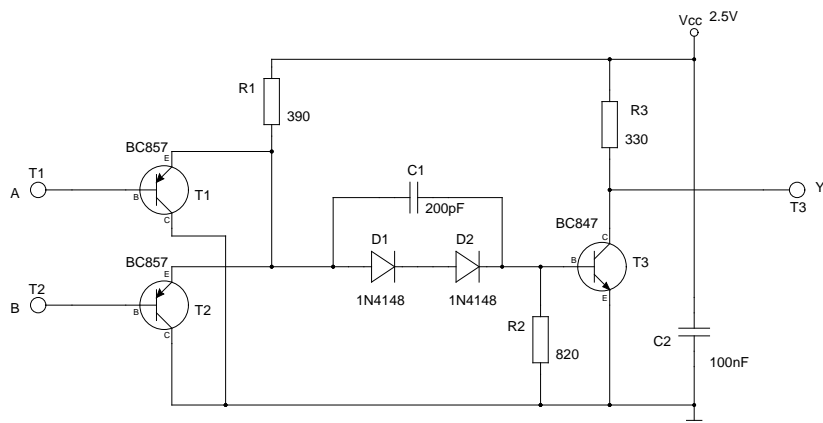 Vcc 2.5V
R1
390
R3
330
BC857
E
T1
A
B
T1
C
C1
200pF
Y
T3
BC847
C
BC857
E
D1
D2
B
T3
T2
B
B
T2
C
1N4148
1N4148
E
R2
820
C2
100nF